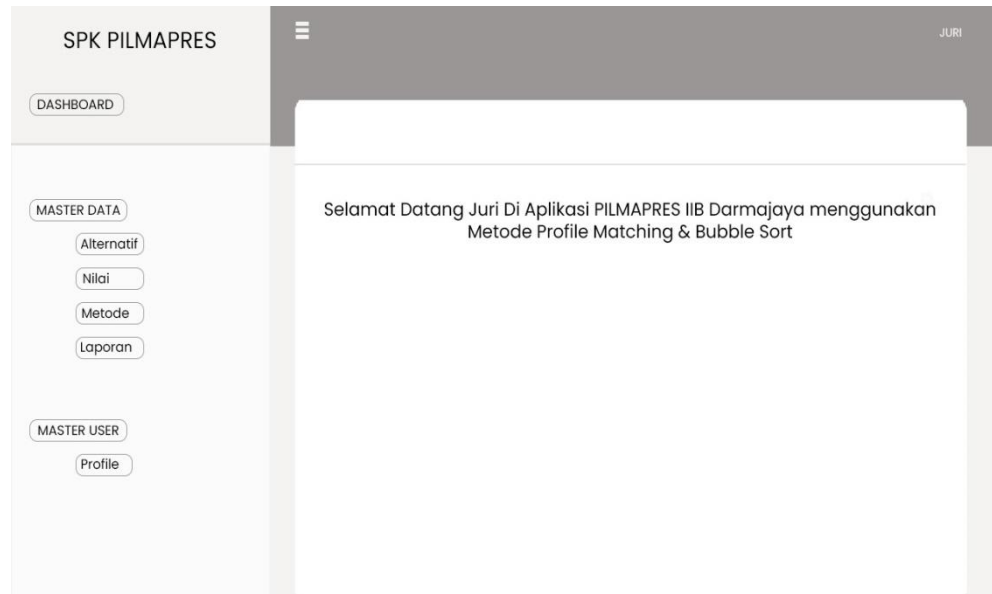 SPK PILMAPRES
JURI
DASHBOARD
MASTER DATA
Alternatif
Nilai
Metode
Laporan
MASTER USER
Profile
Selamat Datang Juri Di Aplikasi PILMAPRES IIB Darmajaya menggunakan
Metode Profile Matching & Bubble Sort